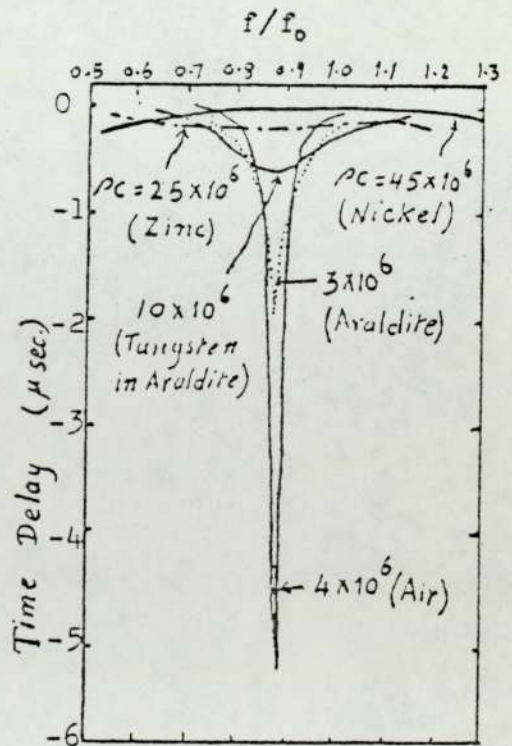 f/f₀
0.5 0.6 0.7 0.8 0.9 1.0 1.1 1.2 1.3
0
-1
-2
-3
-4
-5
-6
Time Delay (μ sec.)
ρc = 25 × 10⁶
(Zinc)
ρc = 45 × 10⁶
(Nickel)
10 × 10⁶
(Tungsten
in Araldite)
3 × 10⁶
(Araldite)
4 × 10⁶ (Air)